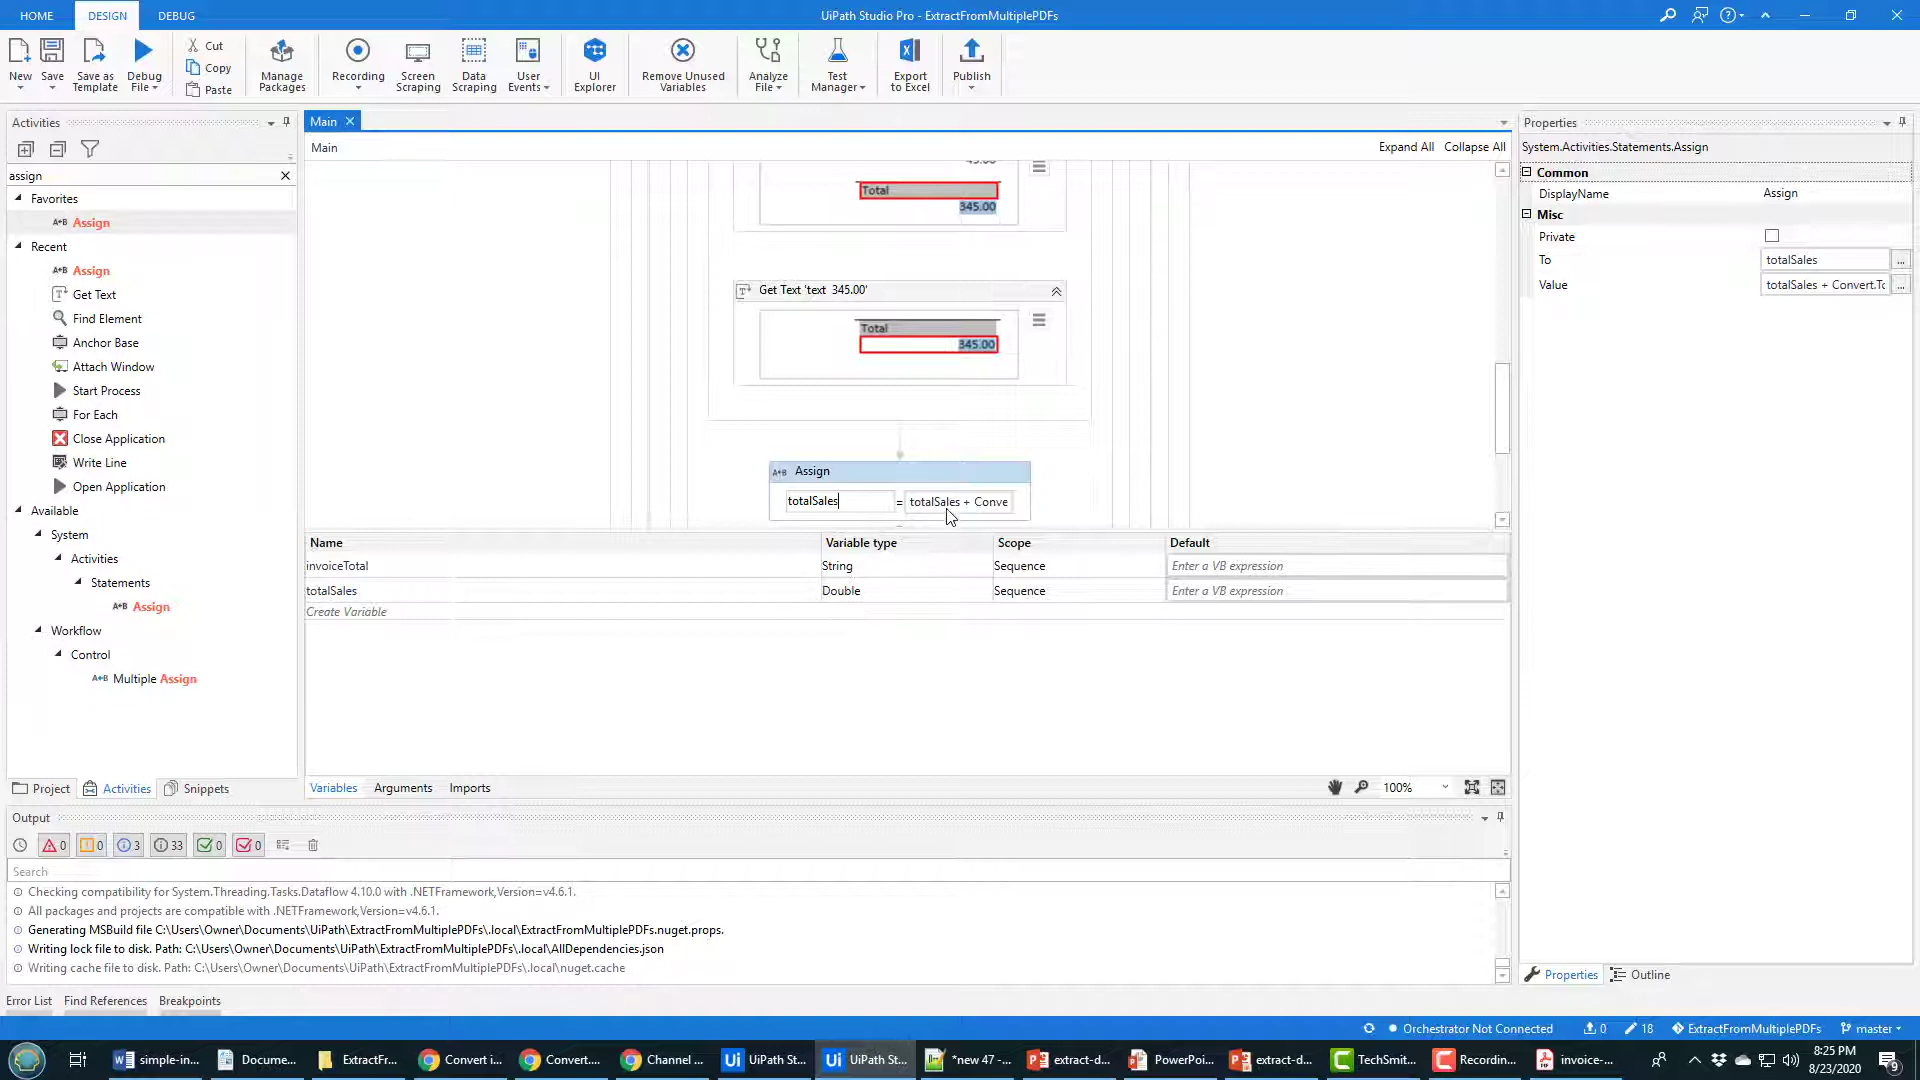 HOME DESIGN DEBUG UiPath Studio Pro - ExtractFromMultiplePDFs
New Save Save as Template Debug File Cut Copy Paste Manage Packages Recording Screen Scraping Data Scraping User Events UI Explorer Remove Unused Variables Analyze File Test Manager Export to Excel Publish
Activities
assign
Favorites
A+B Assign
Recent
A+B Assign
Get Text
Find Element
Anchor Base
Attach Window
Start Process
For Each
Close Application
Write Line
Open Application
Available
System
Activities
Statements
A+B Assign
Workflow
Control
A+B Multiple Assign
Project Activities Snippets
Main
Main Expand All Collapse All
45.00
Total
345.00
Get Text 'text 345.00'
Total
345.00
A+B Assign
totalSales = totalSales + Conve
Name Variable type Scope Default
invoiceTotal String Sequence Enter a VB expression
totalSales Double Sequence Enter a VB expression
Create Variable
Variables Arguments Imports 100%
Properties
System.Activities.Statements.Assign
Common
DisplayName Assign
Misc
Private
To totalSales ...
Value totalSales + Convert.Tc ...
Properties Outline
Output
0 0 3 33 0 0
Search
Checking compatibility for System.Threading.Tasks.Dataflow 4.10.0 with .NETFramework,Version=v4.6.1.
All packages and projects are compatible with .NETFramework,Version=v4.6.1.
Generating MSBuild file C:\Users\Owner\Documents\UiPath\ExtractFromMultiplePDFs\.local\ExtractFromMultiplePDFs.nuget.props.
Writing lock file to disk. Path: C:\Users\Owner\Documents\UiPath\ExtractFromMultiplePDFs\.local\AllDependencies.json
Writing cache file to disk. Path: C:\Users\Owner\Documents\UiPath\ExtractFromMultiplePDFs\.local\nuget.cache
Error List Find References Breakpoints
Orchestrator Not Connected 0 18 ExtractFromMultiplePDFs master
simple-in... Docume... ExtractFr... Convert i... Convert.... Channel ... UiPath St... UiPath St... *new 47 -... extract-d... PowerPoi... extract-d... TechSmit... Recordin... invoice-...
8:25 PM
8/23/2020
9